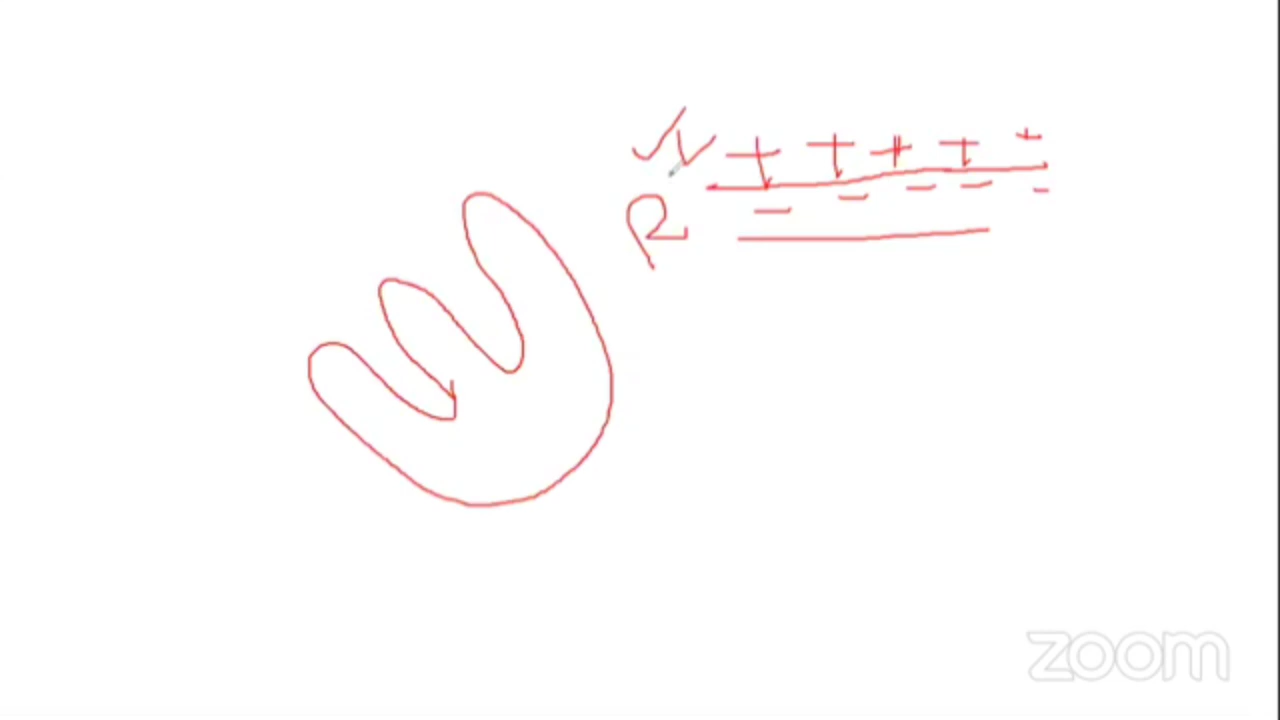 N + + + + +
R - - - - -
zoom